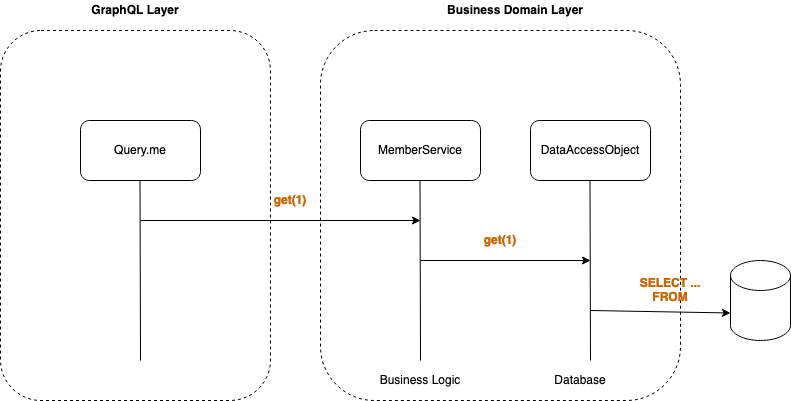 GraphQL Layer
Business Domain Layer
Query.me
MemberService
DataAccessObject
get(1)
get(1)
SELECT ...
FROM
Business Logic
Database